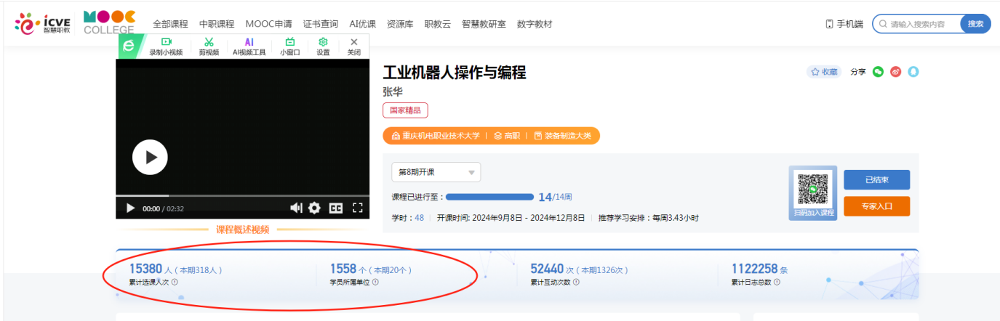 icve 智慧职教 MOOC COLLEGE 全部课程 中职课程 MOOC申请 证书查询 AI优课 资源库 职教云 智慧教研室 数字教材 手机端 请输入搜索内容 搜索
录制小视频 剪视频 AI AI视频工具 小窗口 设置 关闭
工业机器人操作与编程 收藏 分享
张华
国家精品
重庆机电职业技术大学 | 高职 | 装备制造大类
第8期开课 已结束
课程已进行至： 14/14周
00:00 / 02:32 CC 学时：48 | 开课时间: 2024年9月8日 - 2024年12月8日 | 推荐学习安排：每周3.43小时 扫码加入课程 专家入口
课程概述视频
15380 人（本期318人） 1558 个（本期20个） 52440 次（本期1326次） 1122258 条
累计选课人次 学员所属单位 累计互动次数 累计日志总数